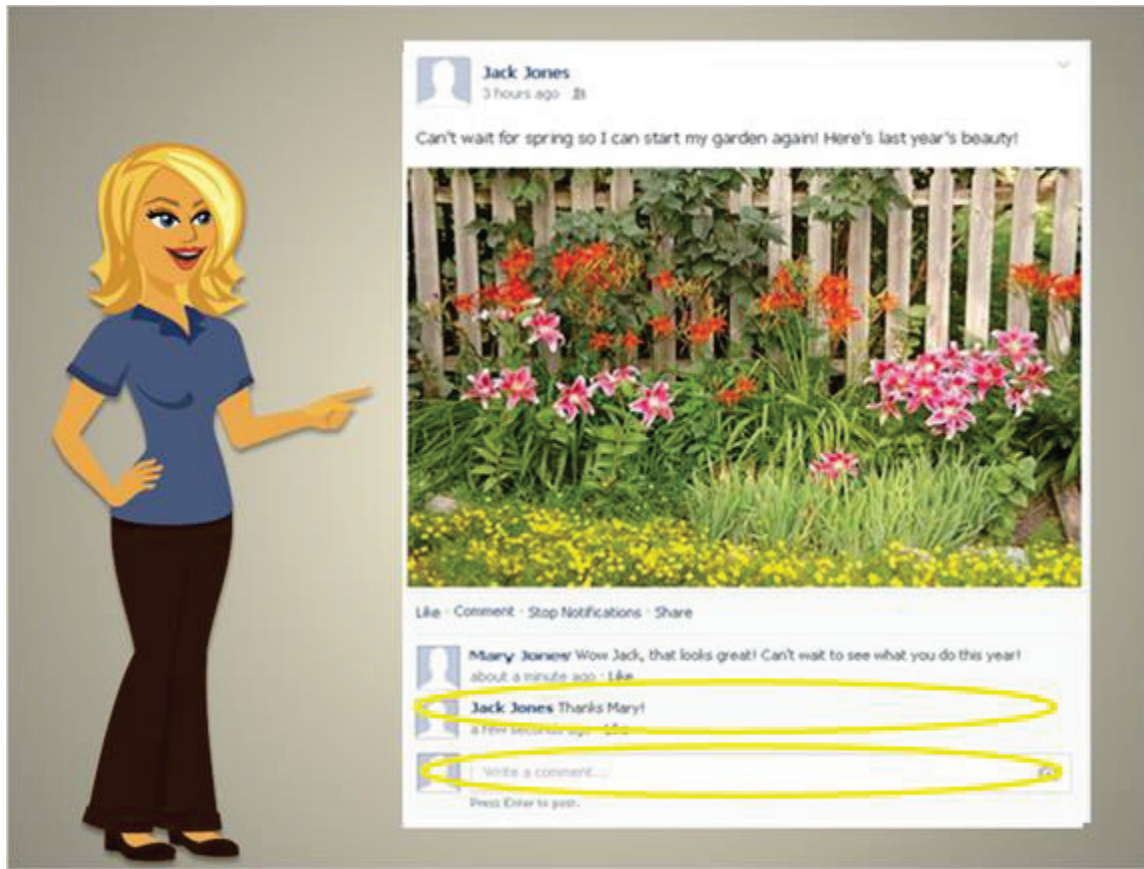 Jack Jones
3 hours ago
Can't wait for spring so I can start my garden again! Here's last year's beauty!
Like · Comment · Stop Notifications · Share
Mary Jones Wow Jack, that looks great! Can't wait to see what you do this year!
about a minute ago · Like
Jack Jones Thanks Mary!
a few seconds ago · Like
Write a comment...
Press Enter to post.